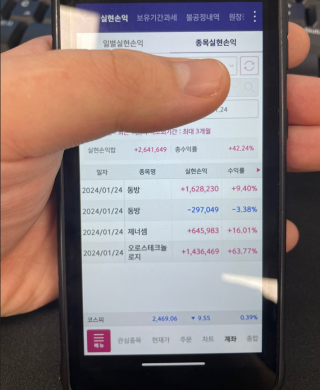 실현손익 보유기간과세 불공정내역 원장
일별실현손익 종목실현손익
.24
기간 : 최대 3개월
실현손익합 +2,641,649 총수익률 +42.24%
일자 종목명 실현손익 수익률
2024/01/24 동방 +1,628,230 +9.40%
2024/01/24 동방 -297,049 -3.38%
2024/01/24 제너셈 +645,983 +16.01%
2024/01/24 오로스테크놀
로지 +1,436,469 +63.77%
코스피 2,469.06 ▼ 9.55 0.39%
메뉴 관심종목 현재가 주문 차트 계좌 종합